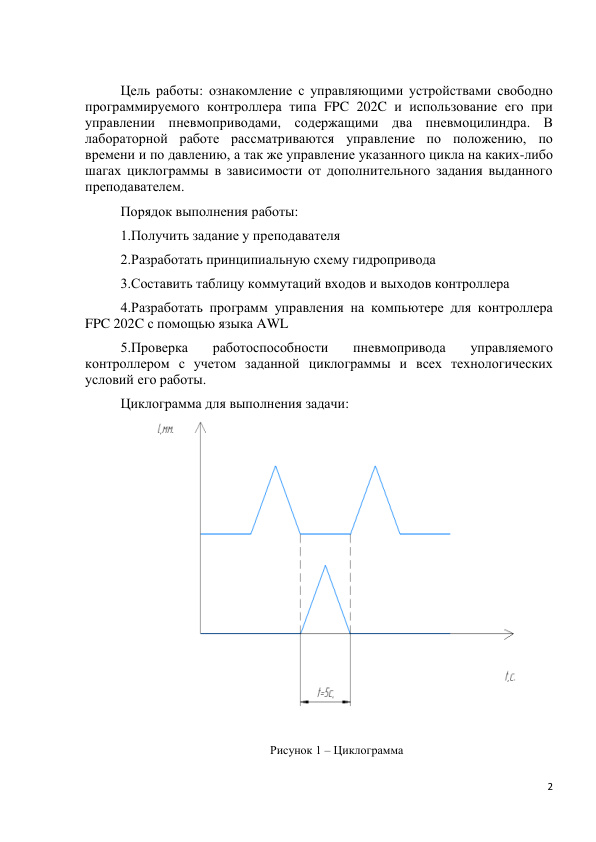 Цель работы: ознакомление с управляющими устройствами свободно
программируемого контроллера типа FPC 202C и использование его при
управлении пневмоприводами, содержащими два пневмоцилиндра. В
лабораторной работе рассматриваются управление по положению, по
времени и по давлению, а так же управление указанного цикла на каких-либо
шагах циклограммы в зависимости от дополнительного задания выданного
преподавателем.
Порядок выполнения работы:
1.Получить задание у преподавателя
2.Разработать принципиальную схему гидропривода
3.Составить таблицу коммутаций входов и выходов контроллера
4.Разработать программ управления на компьютере для контроллера
FPC 202C с помощью языка AWL
5.Проверка работоспособности пневмопривода управляемого
контроллером с учетом заданной циклограммы и всех технологических
условий его работы.
Циклограмма для выполнения задачи:
l,мм.
t,c.
t=5c,
Рисунок 1 – Циклограмма
2